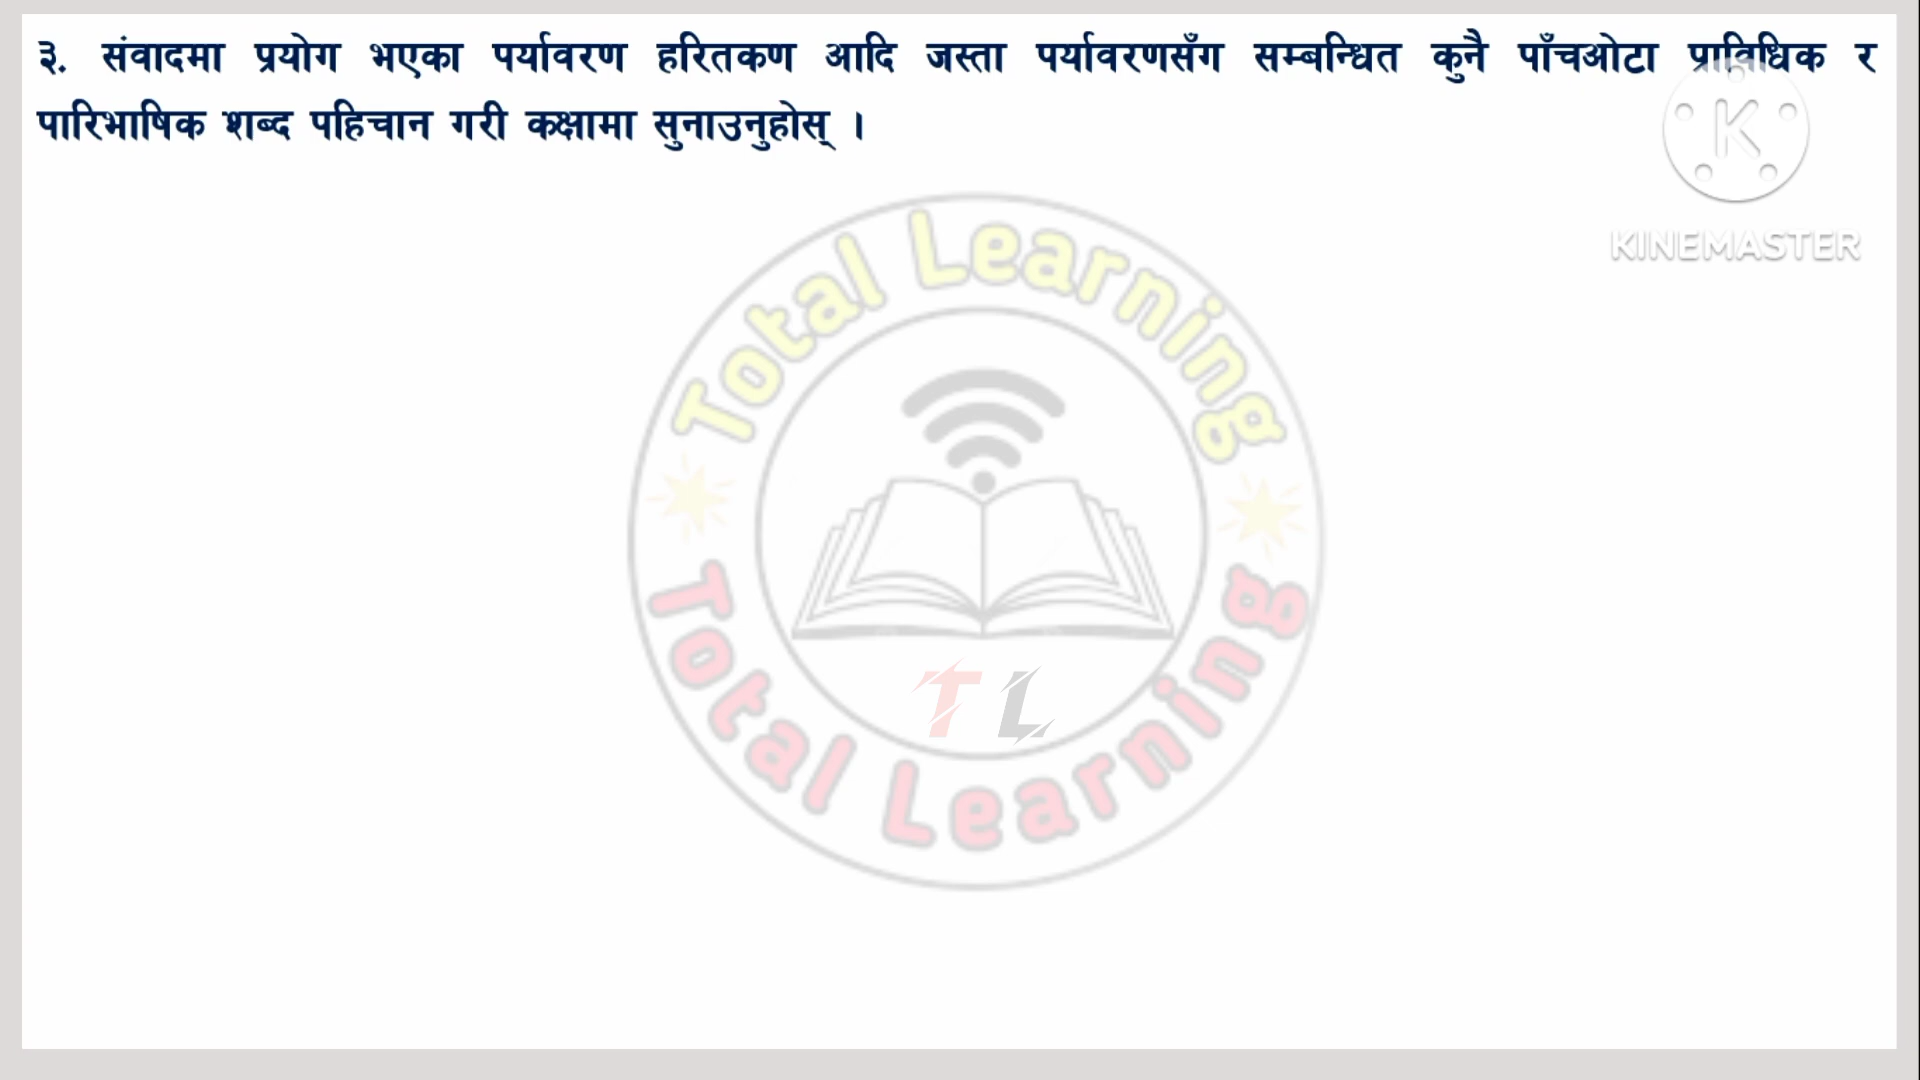 ३. संवादमा प्रयोग भएका पर्यावरण हरितकण आदि जस्ता पर्यावरणसँग सम्बन्धित कुनै पाँचओटा प्राविधिक र
पारिभाषिक शब्द पहिचान गरी कक्षामा सुनाउनुहोस् ।
K
KINEMASTER
Total Learning
T L
Total Learning